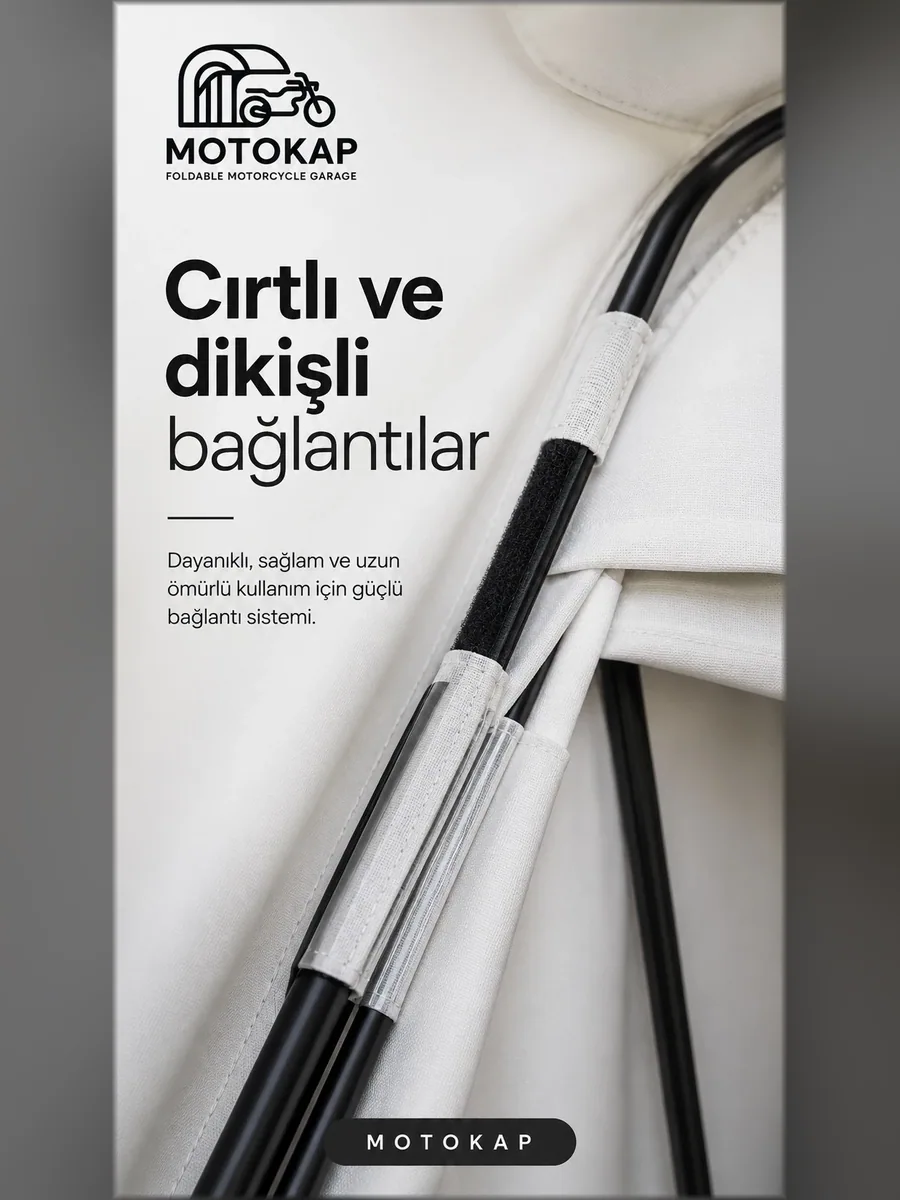 MOTOKAP
FOLDABLE MOTORCYCLE GARAGE
Cırtlı ve
dikişli
bağlantılar
Dayanıklı, sağlam ve uzun
ömürlü kullanım için güçlü
bağlantı sistemi.
MOTOKAP